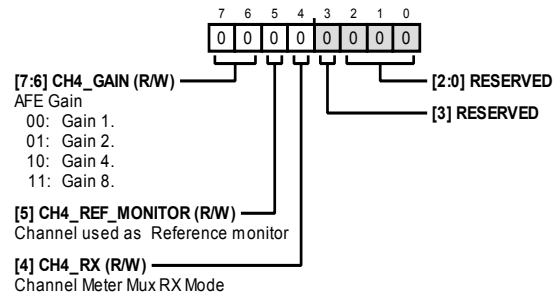 7 6 5 4 3 2 1 0
0 0 0 0 0 0 0 0
[7:6] CH4_GAIN (R/W)
AFE Gain
00: Gain 1.
01: Gain 2.
10: Gain 4.
11: Gain 8.
[5] CH4_REF_MONITOR (R/W)
Channel used as Reference monitor
[4] CH4_RX (R/W)
Channel Meter Mux RX Mode
[2:0] RESERVED
[3] RESERVED